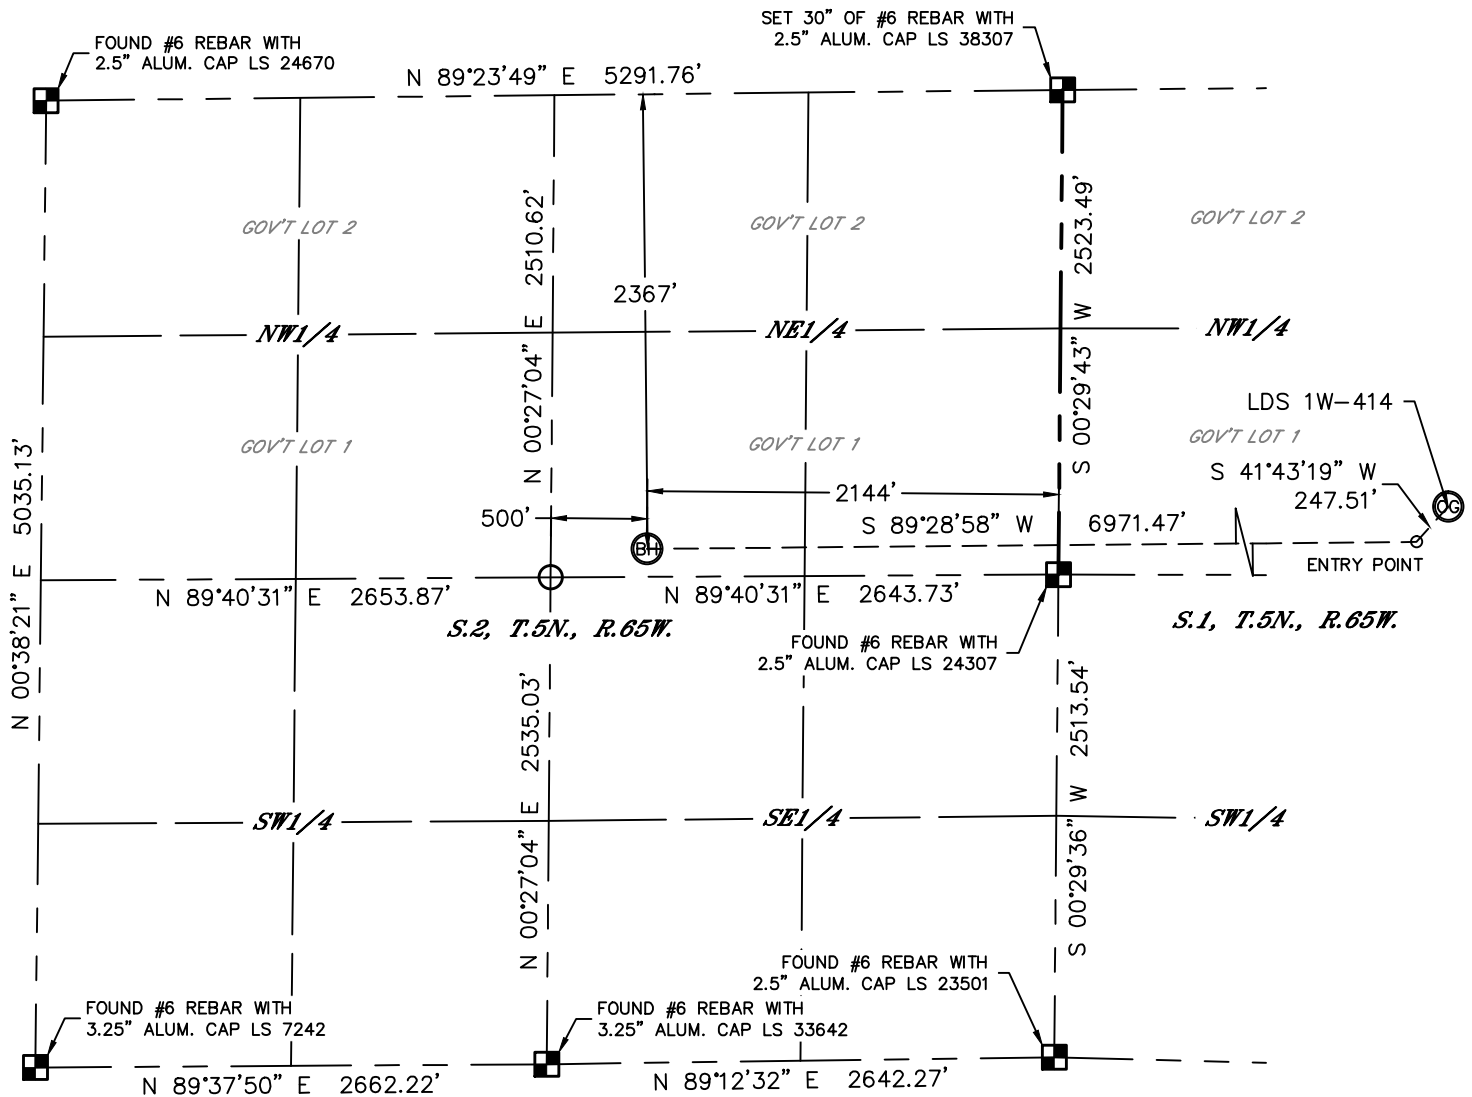 SET 30” OF #6 REBAR WITH
2.5” ALUM. CAP LS 38307
FOUND #6 REBAR WITH
2.5” ALUM. CAP LS 24670
N 89°23'49” E 5291.76'
GOV'T LOT 2
GOV'T LOT 2
GOV'T LOT 2
N 00°27'04” E 2510.62'
2367'
S 00°29'43” W 2523.49'
NW1/4
NE1/4
NW1/4
LDS 1W-414
GOV'T LOT 1
GOV'T LOT 1
GOV'T LOT 1
S 41°43'19” W
247.51'
OG
N 00°38'21” E 5035.13'
2144'
500'
S 89°28'58” W 6971.47'
BH
ENTRY POINT
N 89°40'31” E 2653.87'
N 89°40'31” E 2643.73'
S.2, T.5N., R.65W.
S.1, T.5N., R.65W.
FOUND #6 REBAR WITH
2.5” ALUM. CAP LS 24307
N 00°27'04” E 2535.03'
S 00°29'36” W 2513.54'
SW1/4
SE1/4
SW1/4
FOUND #6 REBAR WITH
2.5” ALUM. CAP LS 23501
FOUND #6 REBAR WITH
3.25” ALUM. CAP LS 7242
FOUND #6 REBAR WITH
3.25” ALUM. CAP LS 33642
N 89°37'50” E 2662.22'
N 89°12'32” E 2642.27'